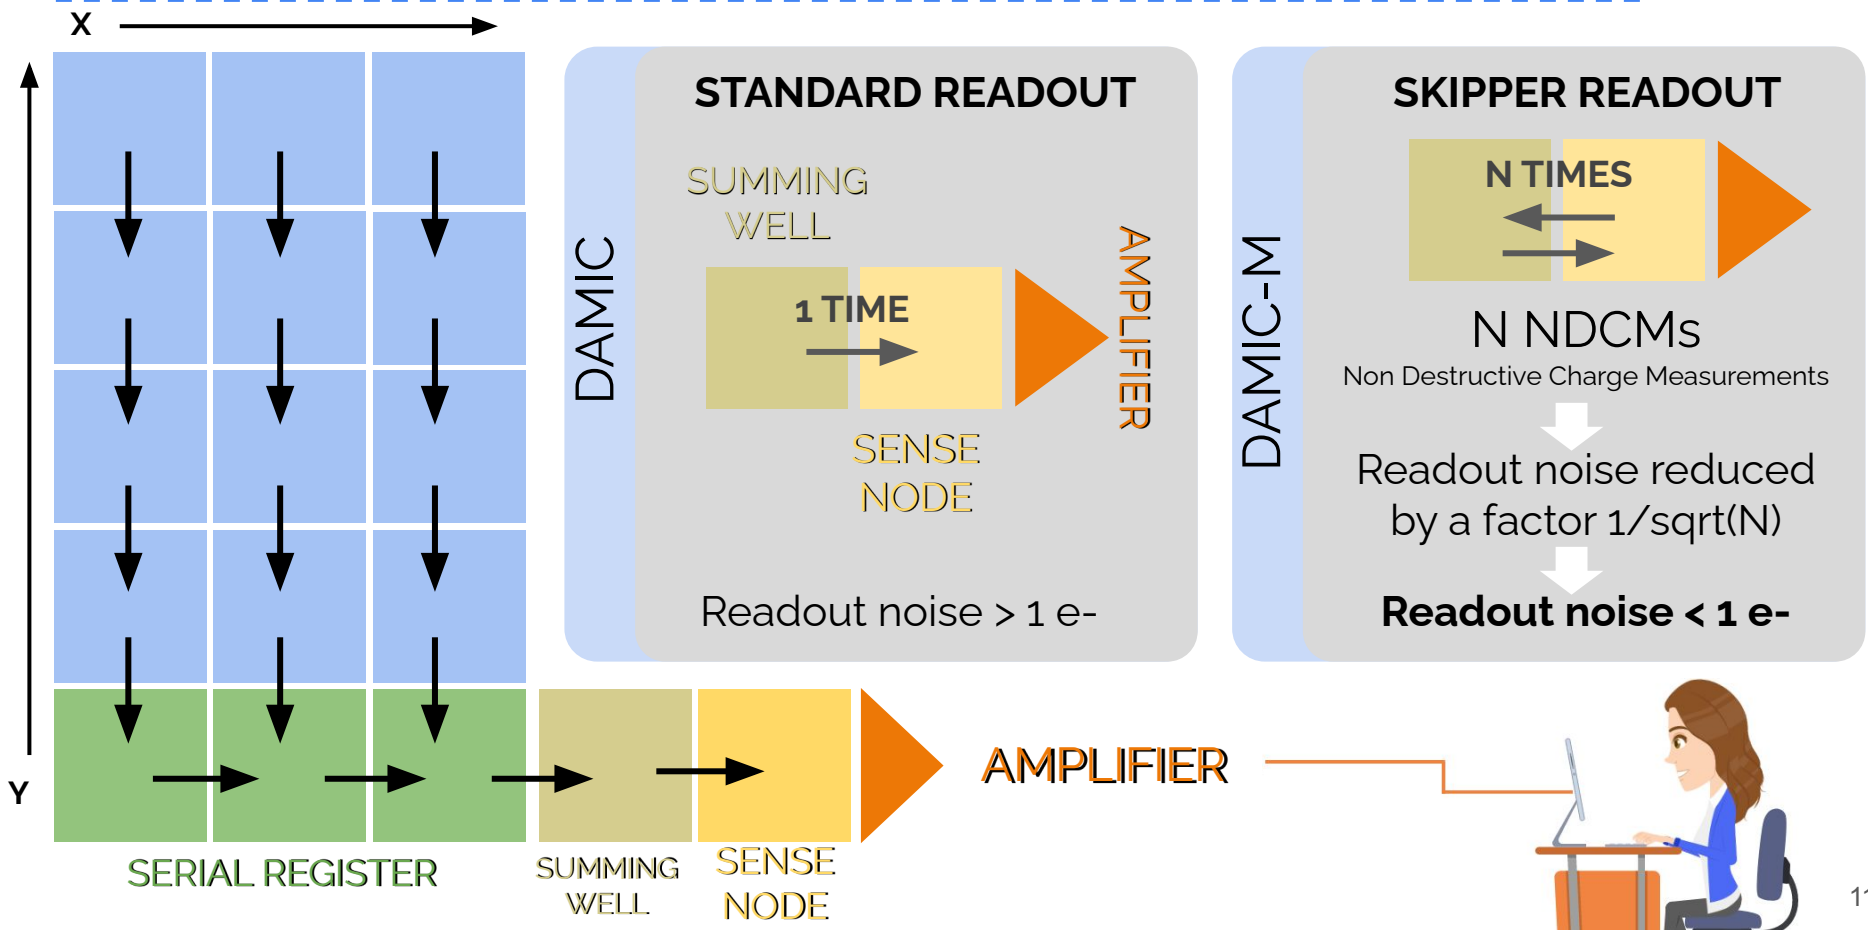 X
Y
STANDARD READOUT
DAMIC
SUMMING
WELL
1 TIME
AMPLIFIER
SENSE
NODE
Readout noise > 1 e-
SKIPPER READOUT
DAMIC-M
N TIMES
N NDCMs
Non Destructive Charge Measurements
Readout noise reduced
by a factor 1/sqrt(N)
Readout noise < 1 e-
AMPLIFIER
SERIAL REGISTER
SUMMING
WELL
SENSE
NODE
11